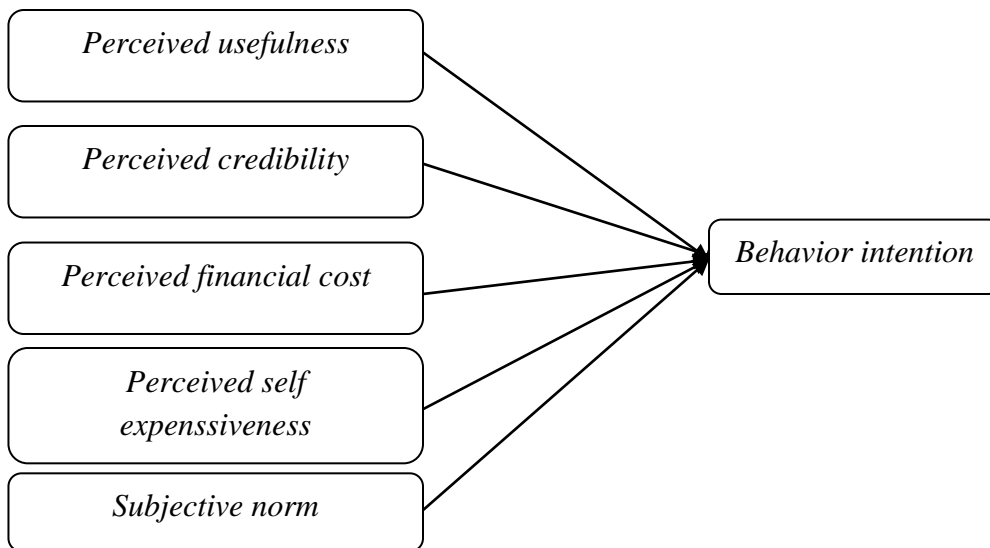 Perceived usefulness
Perceived credibility
Perceived financial cost
Perceived self
expenssiveness
Subjective norm
Behavior intention